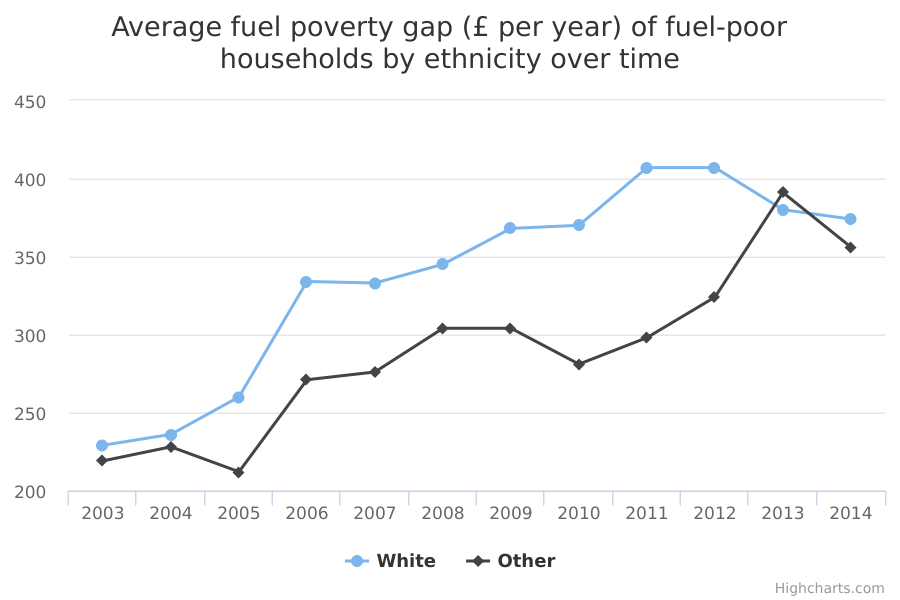 Average fuel poverty gap (£ per year) of fuel-poor
households by ethnicity over time
450
400
350
300
250
200
2003 2004 2005 2006 2007 2008 2009 2010 2011 2012 2013 2014
White Other
Highcharts.com